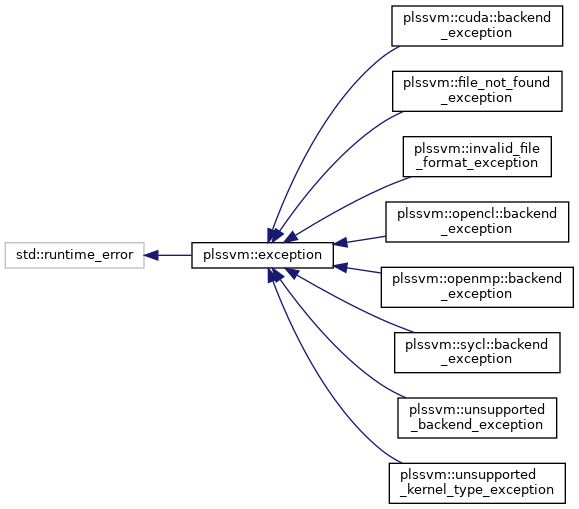 plssvm::cuda::backend
_exception
plssvm::file_not_found
_exception
plssvm::invalid_file
_format_exception
plssvm::opencl::backend
_exception
std::runtime_error
plssvm::exception
plssvm::openmp::backend
_exception
plssvm::sycl::backend
_exception
plssvm::unsupported
_backend_exception
plssvm::unsupported
_kernel_type_exception